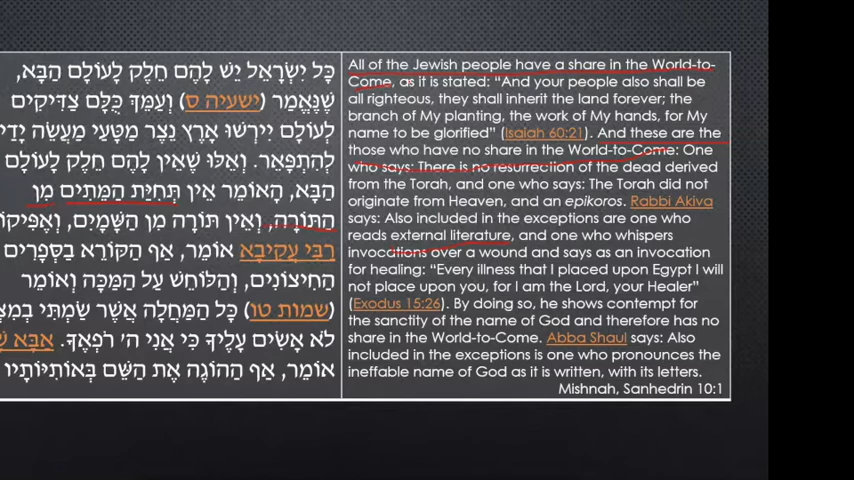 כׇּל יִשְׂרָאֵל יֵשׁ לָהֶם חֵלֶק לָעוֹלָם הַבָּא,
שֶׁנֶּאֱמַר (ישעיה ס) וְעַמֵּךְ כֻּלָּם צַדִּיקִים
לְעוֹלָם יִירְשׁוּ אָרֶץ נֵצֶר מַטָּעַי מַעֲשֵׂה יָדַי
לְהִתְפָּאֵר. וְאֵלּוּ שֶׁאֵין לָהֶם חֵלֶק לָעוֹלָם
הַבָּא, הָאוֹמֵר אֵין תְּחִיַּת הַמֵּתִים מִן
הַתּוֹרָה, וְאֵין תּוֹרָה מִן הַשָּׁמָיִם,
רַבִּי עֲקִיבָא אוֹמֵר, אַף הַקּוֹרֵא בַסְּפָרִים
הַחִיצוֹנִים, וְהַלּוֹחֵשׁ עַל הַמַּכָּה וְאוֹמֵר
(שמות טו) כׇּל הַמַּחֲלָה אֲשֶׁר שַׂמְתִּי
לֹא אָשִׂים עָלֶיךָ כִּי אֲנִי ה' רֹפְאֶךָ. אַבָּא
אוֹמֵר, אַף הַהוֹגֶה אֶת הַשֵּׁם בְּאוֹתִיּוֹתָיו
All of the Jewish people have a share in the World-to-
Come, as it is stated: “And your people also shall be
all righteous, they shall inherit the land forever; the
branch of My planting, the work of My hands, for My
name to be glorified” (Isaiah 60:21). And these are the
those who have no share in the World-to-Come: One
who says: There is no resurrection of the dead derived
from the Torah, and one who says: The Torah did not
originate from Heaven, and an epikoros. Rabbi Akiva
says: Also included in the exceptions are one who
reads external literature, and one who whispers
invocations over a wound and says as an invocation
for healing: “Every illness that I placed upon Egypt I will
not place upon you, for I am the Lord, your Healer”
(Exodus 15:26). By doing so, he shows contempt for
the sanctity of the name of God and therefore has no
share in the World-to-Come. Abba Shaul says: Also
included in the exceptions is one who pronounces the
ineffable name of God as it is written, with its letters.
Mishnah, Sanhedrin 10:1